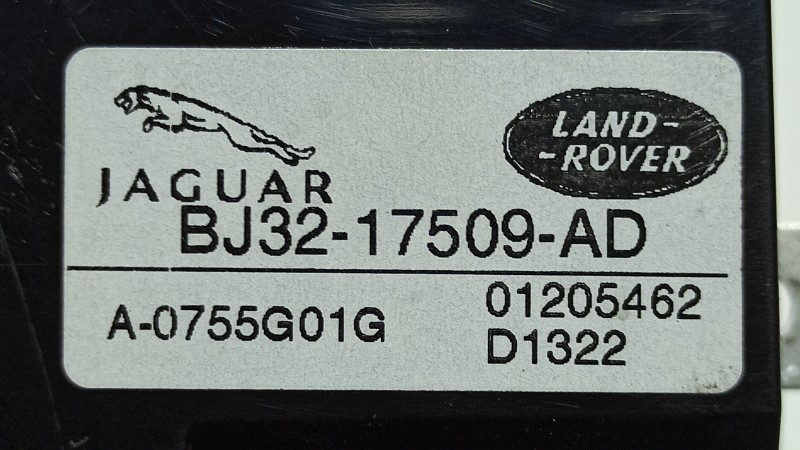 LAND-
-ROVER
JAGUAR
BJ32-17509-AD
A-0755G01G
01205462
D1322